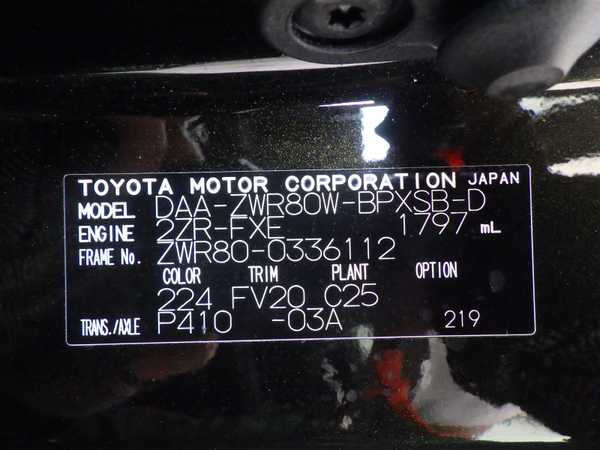 TOYOTA MOTOR CORPORATION JAPAN
MODEL DAA-ZWR80W-BPXSB-D
ENGINE 2ZR-FXE 1797 mL
FRAME No. ZWR80-0336112
COLOR TRIM PLANT OPTION
224 FV20 C25
TRANS./AXLE P410 -03A 219